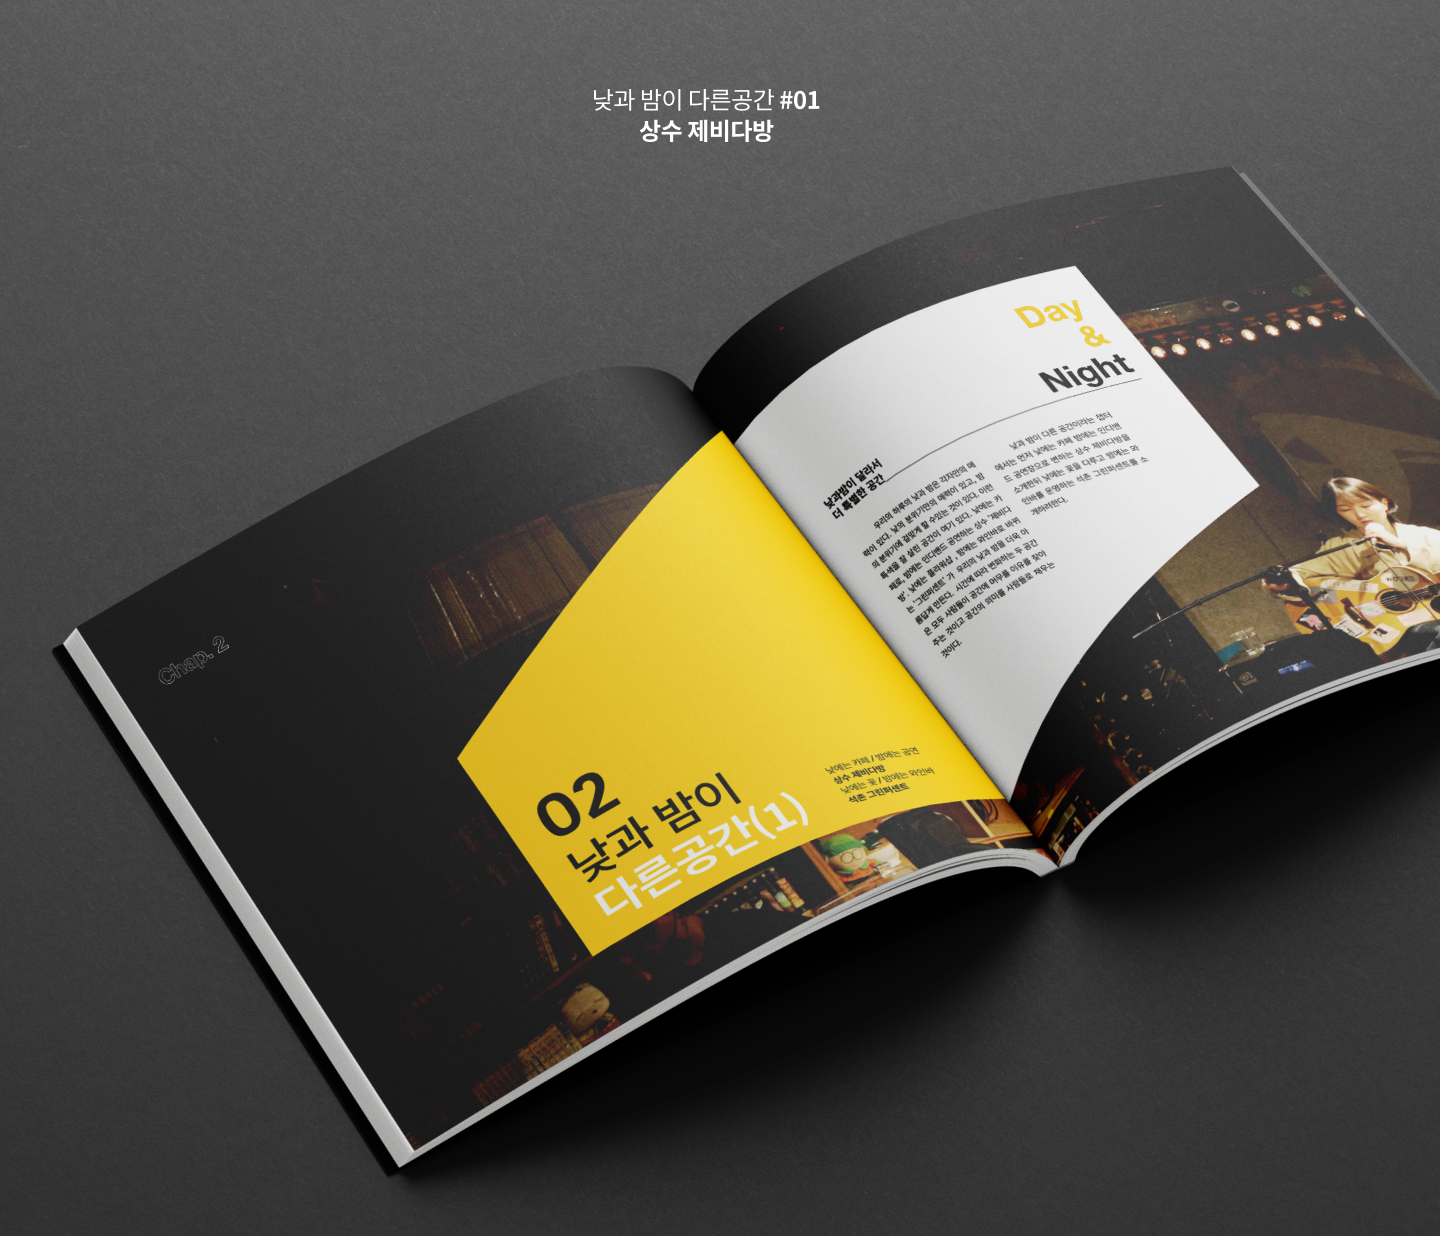 낮과 밤이 다른공간 #01
상수 제비다방
Chap. 2
02
낮과 밤이
다른공간(1)
낮에는 카페 / 밤에는 공연
상수 제비다방
낮에는 꽃 / 밤에는 와인바
석촌 그린퍼센트
Day
&
Night
낮과밤이 달라서
더 특별한 공간
우리의 하루의 낮과 밤은 각자만의 매
력이 있다. 낮의 분위기만의 매력이 있고, 밤
의 분위기에 걸맞게 할 수있는 것이 있다. 이런
특색을 잘 살린 공간이 여기 있다. 낮에는 카
페로, 밤에는 인디밴드 공연하는 상수 '제비다
방', 낮에는 플라워샵 , 밤에는 와인바로 바뀌
는 '그린퍼센트' 가 우리의 낮과 밤을 더욱 아
름답게 만든다. 시간에 따라 변화하는 두 공간
은 모두 사람들이 공간에 머무를 이유를 찾아
주는 것이고 공간의 의미를 사람들로 채우는
것이다.
낮과 밤이 다른 공간이라는 챕터
에서는 먼저 낮에는 카페 밤에는 인디밴
드 공연장으로 변하는 상수 제비다방을
소개한뒤 낮에는 꽃을 다루고 밤에는 와
인바를 운영하는 석촌 그린퍼센트를 소
개하려한다.